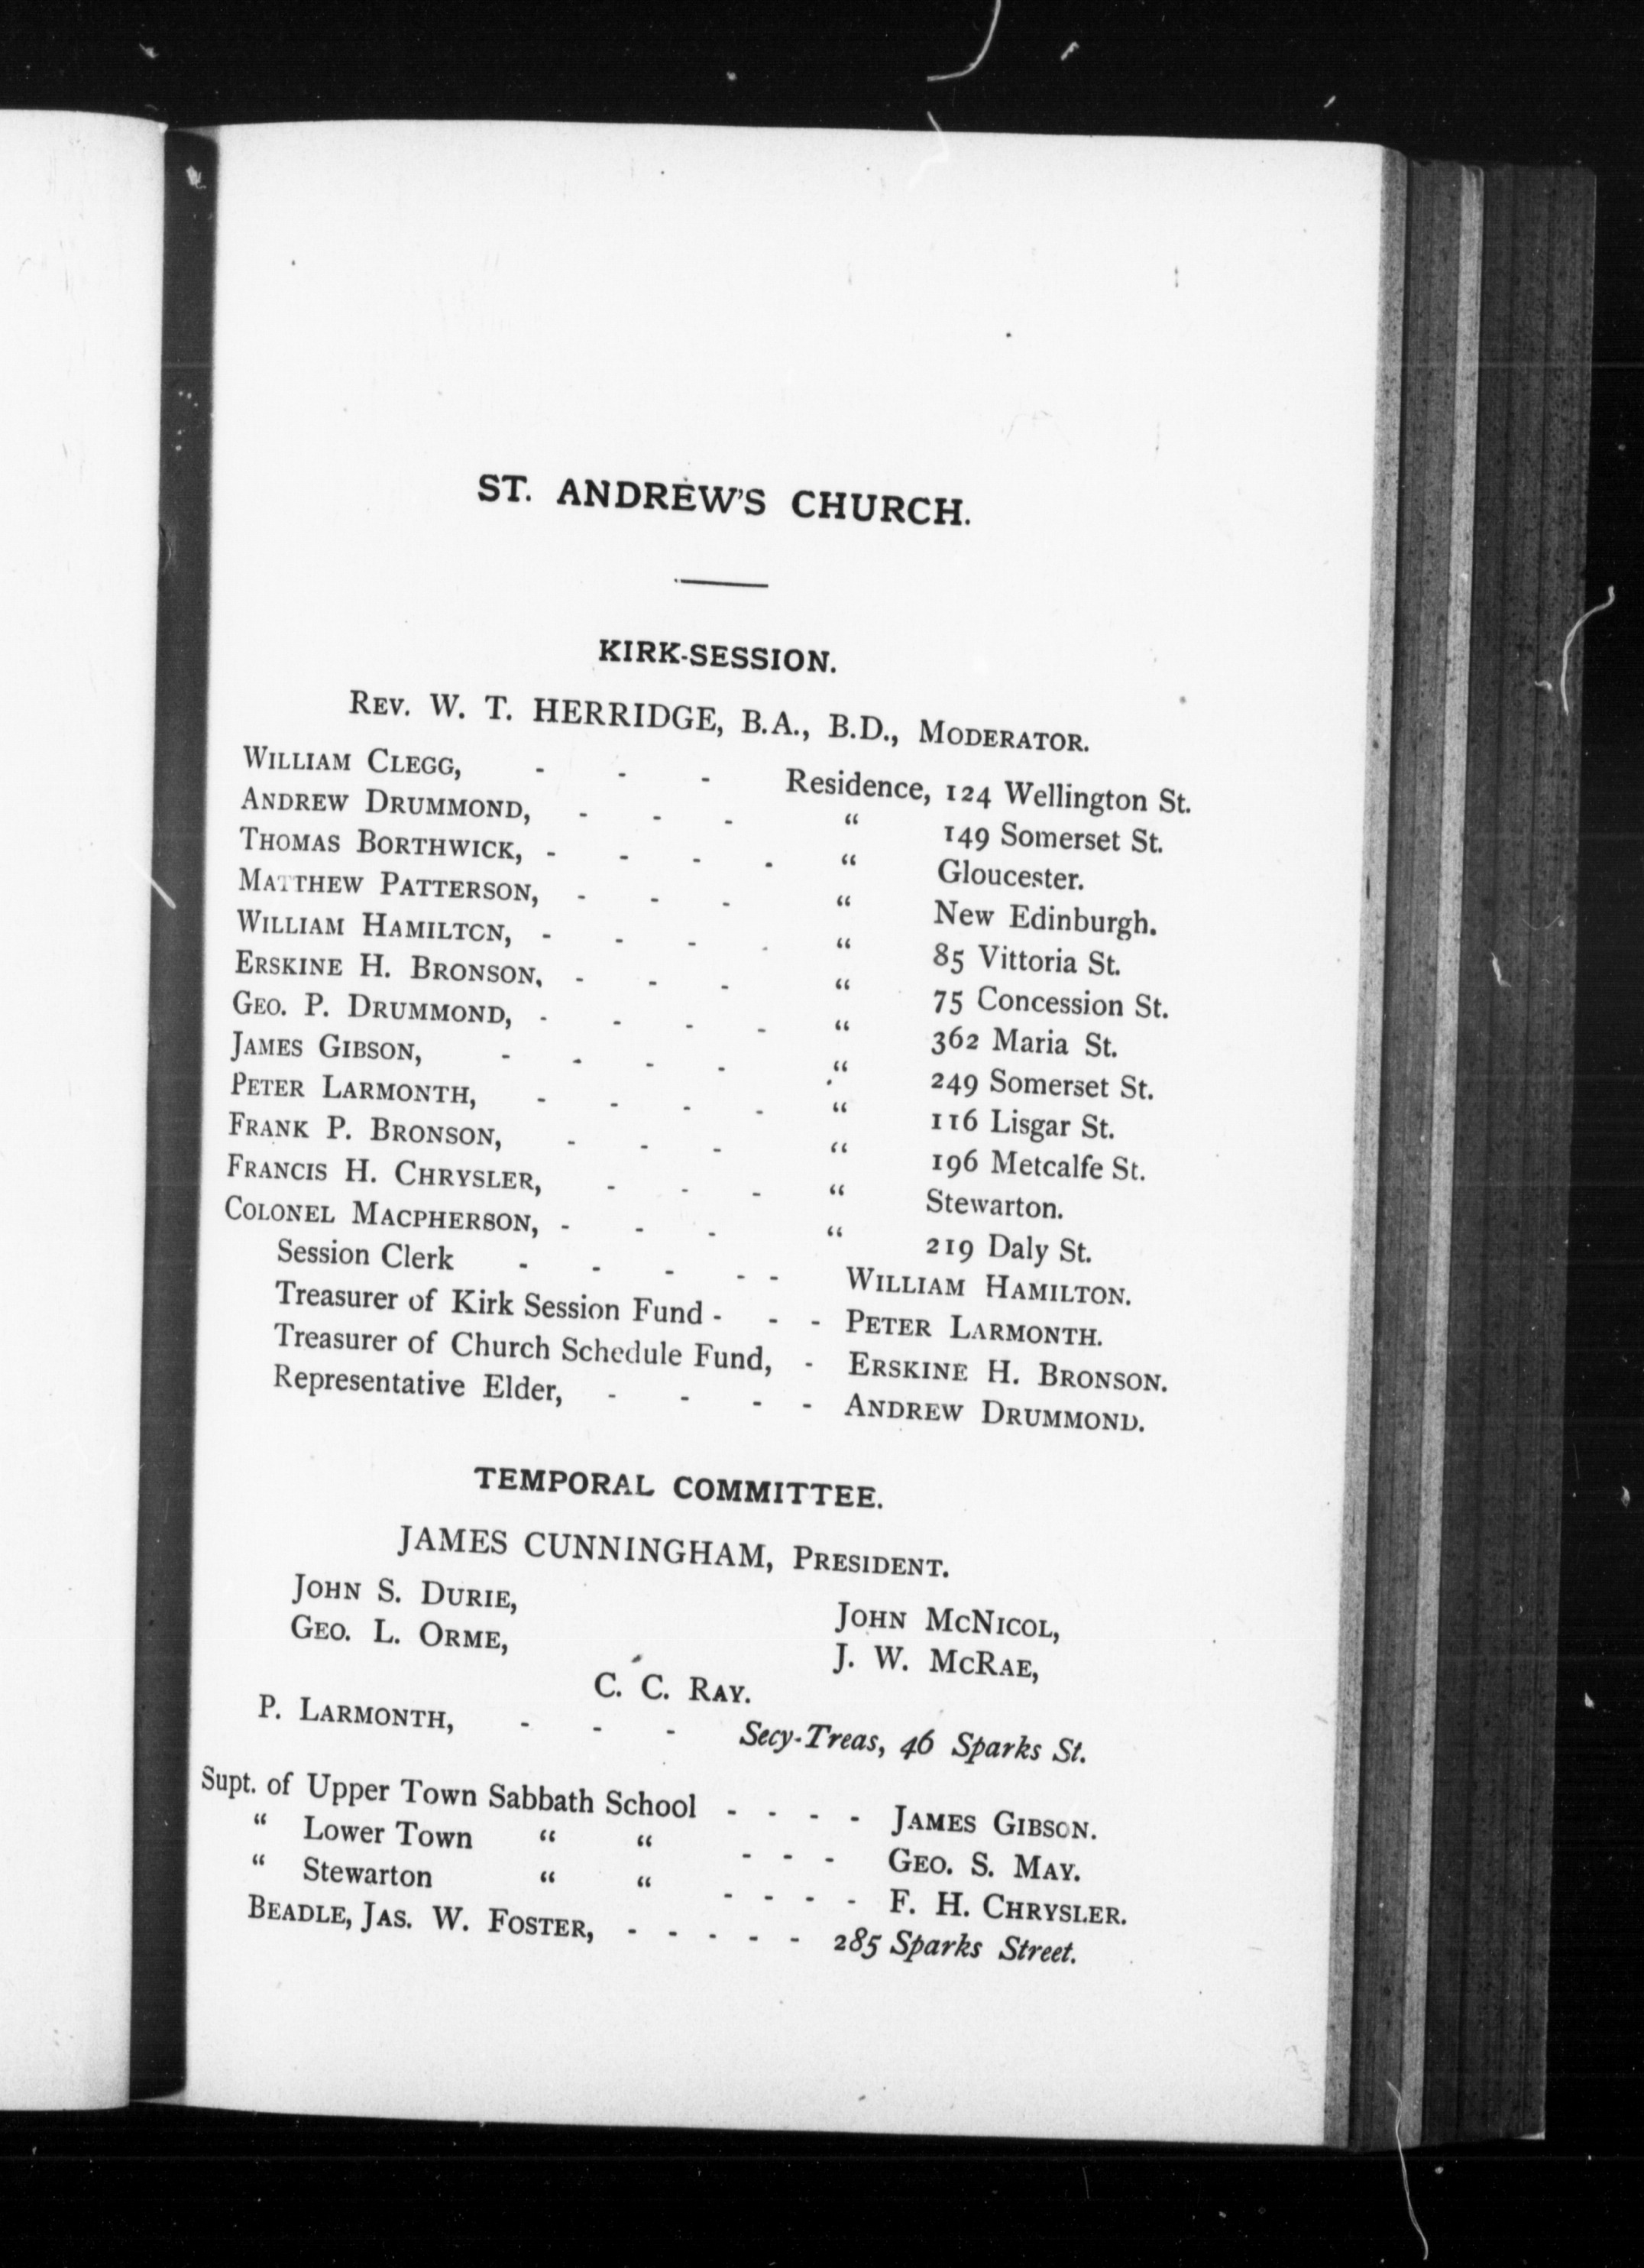 ST. ANDREW'S CHURCH.
KIRK-SESSION.
REV. W. T. HERRIDGE, B.A., B.D., MODERATOR.
WILLIAM CLEGG, - - - Residence, 124 Wellington St.
ANDREW DRUMMOND, - - - “ 149 Somerset St.
THOMAS BORTHWICK, - - - - “ Gloucester.
MATTHEW PATTERSON, - - - “ New Edinburgh.
WILLIAM HAMILTON, - - - - “ 85 Vittoria St.
ERSKINE H. BRONSON, - - - “ 75 Concession St.
GEO. P. DRUMMOND, - - - - “ 362 Maria St.
JAMES GIBSON, - - - - “ 249 Somerset St.
PETER LARMONTH, - - - - “ 116 Lisgar St.
FRANK P. BRONSON, - - - “ 196 Metcalfe St.
FRANCIS H. CHRYSLER, - - - “ Stewarton.
COLONEL MACPHERSON, - - - “ 219 Daly St.
Session Clerk - - - - - WILLIAM HAMILTON.
Treasurer of Kirk Session Fund - - - PETER LARMONTH.
Treasurer of Church Schedule Fund, - ERSKINE H. BRONSON.
Representative Elder, - - - - ANDREW DRUMMOND.
TEMPORAL COMMITTEE.
JAMES CUNNINGHAM, PRESIDENT.
JOHN S. DURIE, JOHN MCNICOL,
GEO. L. ORME, J. W. MCRAE,
C. C. RAY.
P. LARMONTH, - - - Secy-Treas, 46 Sparks St.
Supt. of Upper Town Sabbath School - - - - JAMES GIBSON.
“ Lower Town “ “ - - - GEO. S. MAY.
“ Stewarton “ “ - - - - F. H. CHRYSLER.
BEADLE, JAS. W. FOSTER, - - - - - 285 Sparks Street.